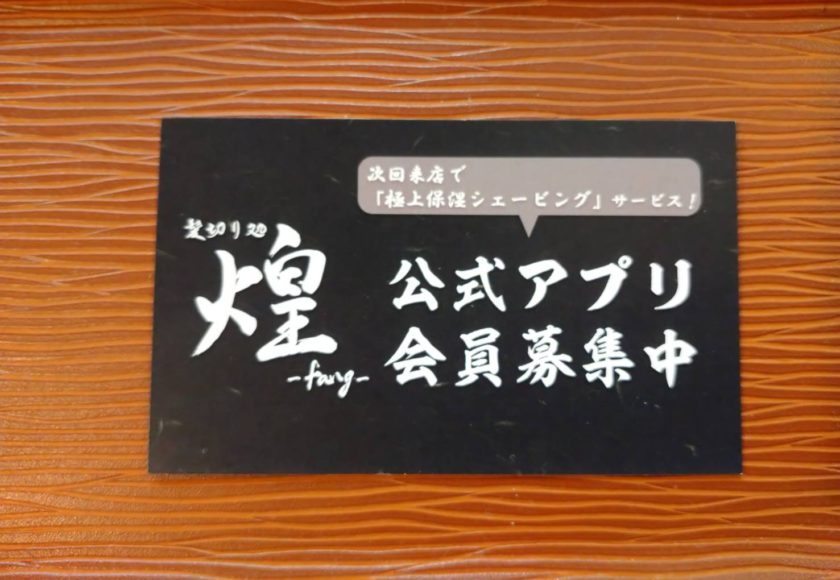 髪切り処
煌
-fang-
次回来店で
「極上保湿シェービング」サービス!
公式アプリ
会員募集中